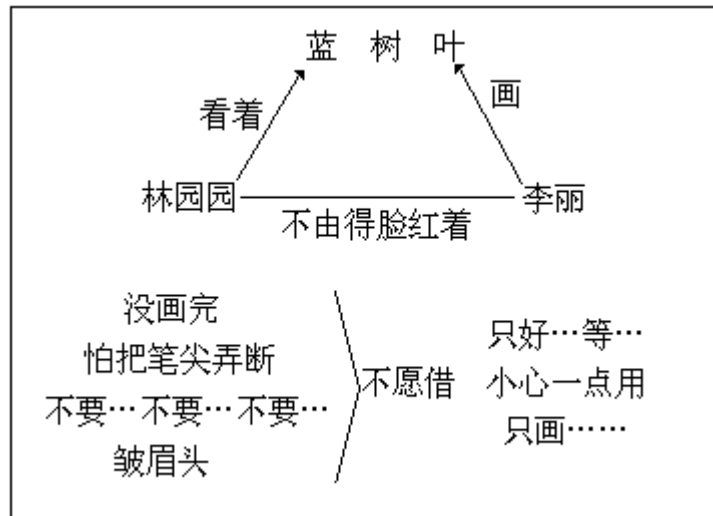 蓝 树 叶
看着
画
林园园
李丽
不由得脸红着
没画完
怕把笔尖弄断
不要…不要…不要…
皱眉头
不愿借
只好…等…
小心一点用
只画……